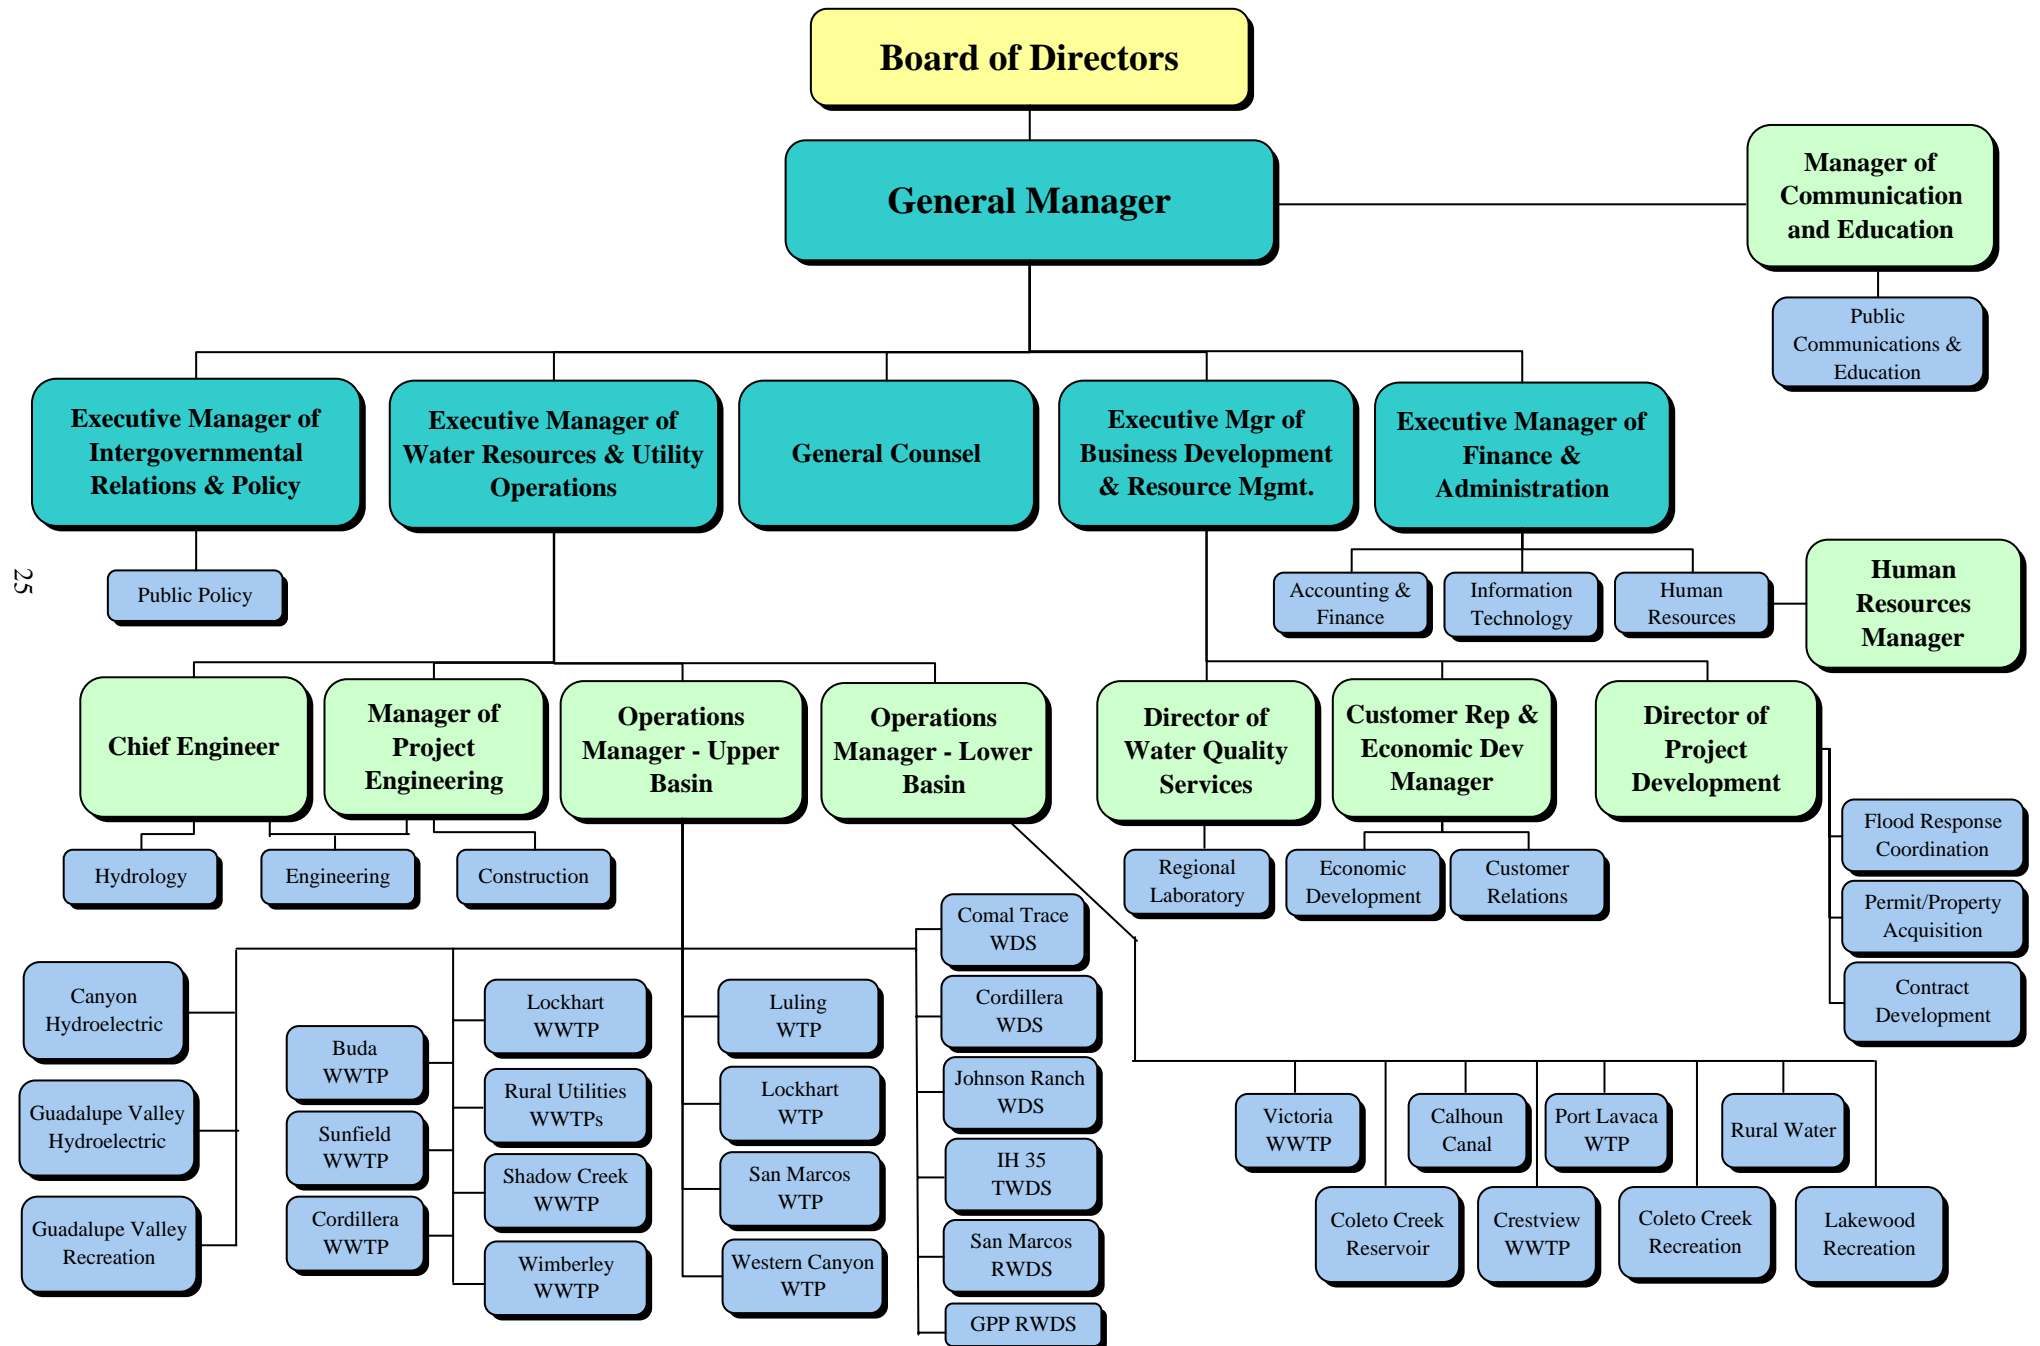 Board of Directors
General Manager
Manager of
Communication
and Education
Public
Communications &
Education
Executive Manager of
Intergovernmental
Relations & Policy
Executive Manager of
Water Resources & Utility
Operations
General Counsel
Executive Mgr of
Business Development
& Resource Mgmt.
Executive Manager of
Finance &
Administration
25
Public Policy
Accounting &
Finance
Information
Technology
Human
Resources
Human
Resources
Manager
Chief Engineer
Manager of
Project
Engineering
Operations
Manager - Upper
Basin
Operations
Manager - Lower
Basin
Director of
Water Quality
Services
Customer Rep &
Economic Dev
Manager
Director of
Project
Development
Hydrology
Engineering
Construction
Regional
Laboratory
Economic
Development
Customer
Relations
Flood Response
Coordination
Permit/Property
Acquisition
Contract
Development
Canyon
Hydroelectric
Guadalupe Valley
Hydroelectric
Guadalupe Valley
Recreation
Buda
WWTP
Sunfield
WWTP
Cordillera
WWTP
Lockhart
WWTP
Rural Utilities
WWTPs
Shadow Creek
WWTP
Wimberley
WWTP
Luling
WTP
Lockhart
WTP
San Marcos
WTP
Western Canyon
WTP
Comal Trace
WDS
Cordillera
WDS
Johnson Ranch
WDS
IH 35
TWDS
San Marcos
RWDS
GPP RWDS
Victoria
WWTP
Calhoun
Canal
Port Lavaca
WTP
Rural Water
Coleto Creek
Reservoir
Crestview
WWTP
Coleto Creek
Recreation
Lakewood
Recreation